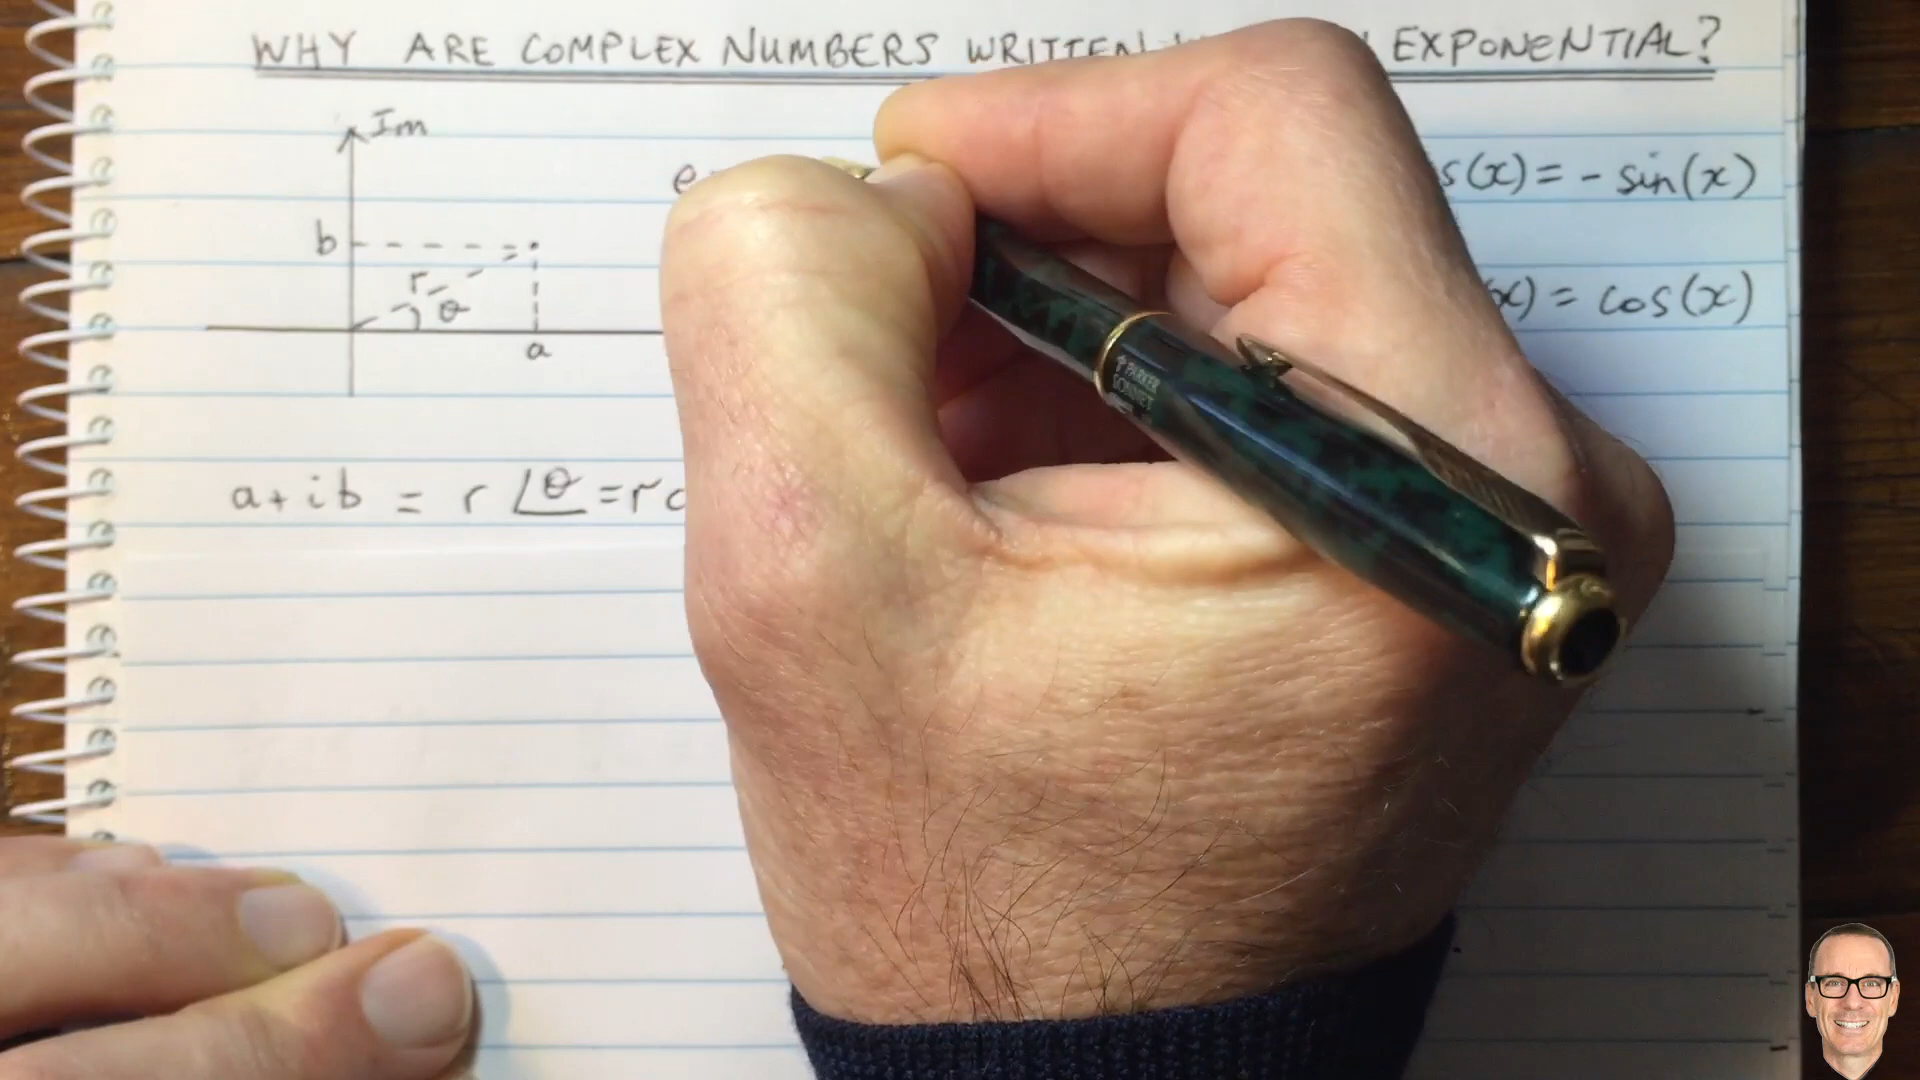 WHY ARE COMPLEX NUMBERS WRITTEN EXPONENTIAL?
Im
e
s(x) = - sin(x)
b
r
θ
x) = cos(x)
a
a + ib = r ∠θ = r c
PARKER
SONNET